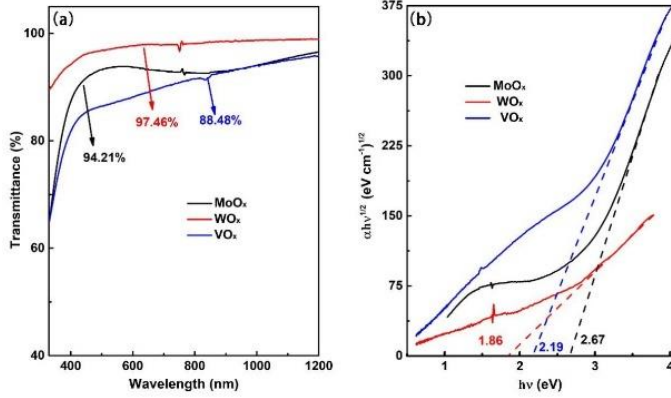 (a)
100
80
60
40
Transmittance (%)
97.46%
88.48%
94.21%
MoOₓ
WOₓ
VOₓ
400 600 800 1000 1200
Wavelength (nm)
(b)
375
300
225
150
75
0
αhν¹/² (eV cm⁻¹)¹/²
MoOₓ
WOₓ
VOₓ
1.86
2.19
2.67
0 1 2 3 4
hν (eV)